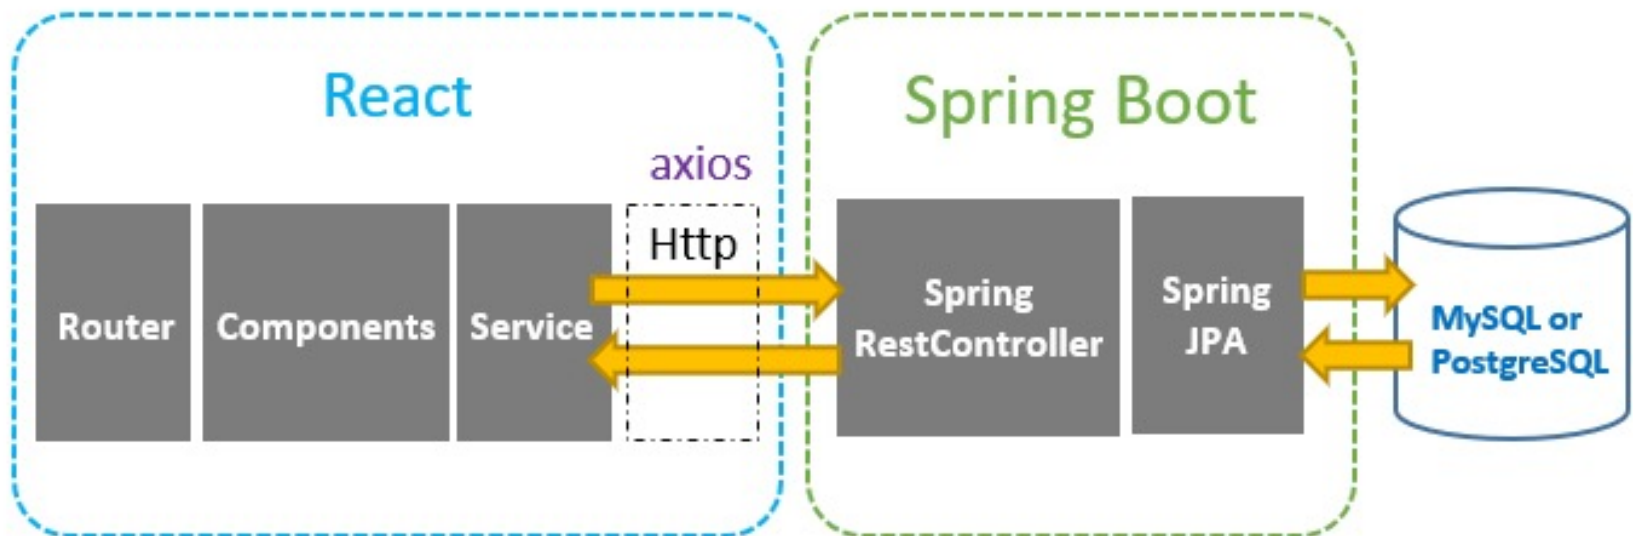 React
Spring Boot
axios
Http
Router
Components
Service
Spring
RestController
Spring
JPA
MySQL or
PostgreSQL